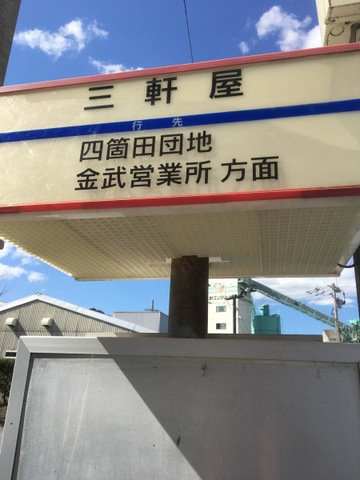 三軒屋
行先
四箇田団地
金武営業所 方面